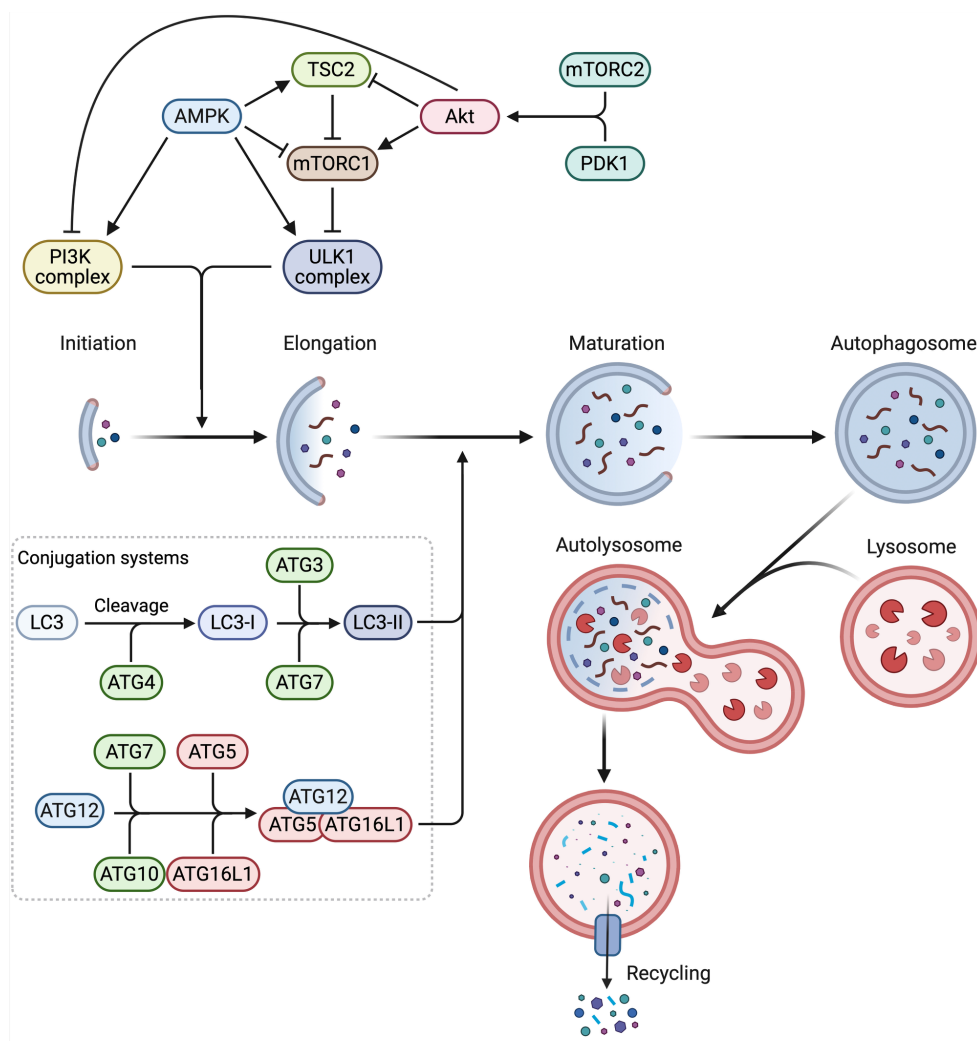 TSC2
mTORC2
AMPK
Akt
mTORC1
PDK1
PI3K
complex
ULK1
complex
Initiation
Elongation
Maturation
Autophagosome
Conjugation systems
ATG3
LC3
Cleavage
LC3-I
LC3-II
ATG4
ATG7
Autolysosome
Lysosome
ATG7
ATG5
ATG12
ATG12
ATG5
ATG16L1
ATG10
ATG16L1
Recycling